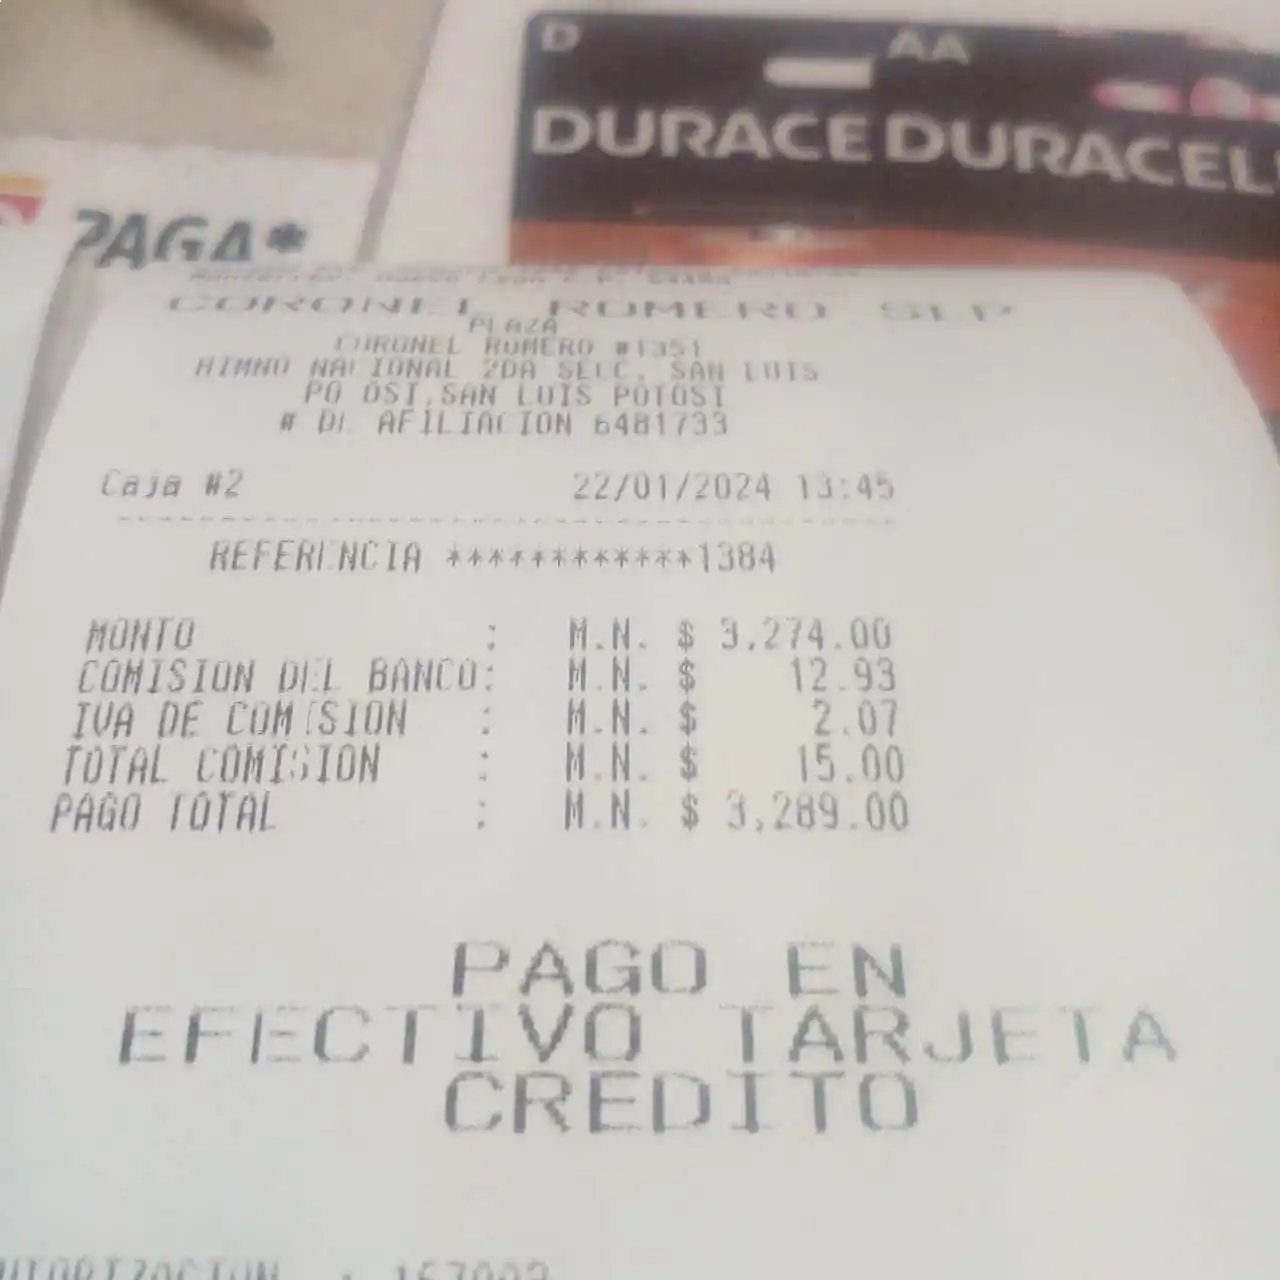 D AA
DURACE DURACEL
PAGA*
CORONEL ROMERO SLP
PLAZA
CORONEL ROMERO #1351
HIMNO NACIONAL 2DA SECC. SAN LUIS
PO OSI,SAN LUIS POTOSI
# DE AFILIACION 6481733
Caja #2 22/01/2024 13:45
REFERENCIA ************1384
MONTO : M.N. $ 3,274.00
COMISION DEL BANCO: M.N. $ 12.93
IVA DE COMISION : M.N. $ 2.07
TOTAL COMISION : M.N. $ 15.00
PAGO TOTAL : M.N. $ 3,289.00
PAGO EN
EFECTIVO TARJETA
CREDITO